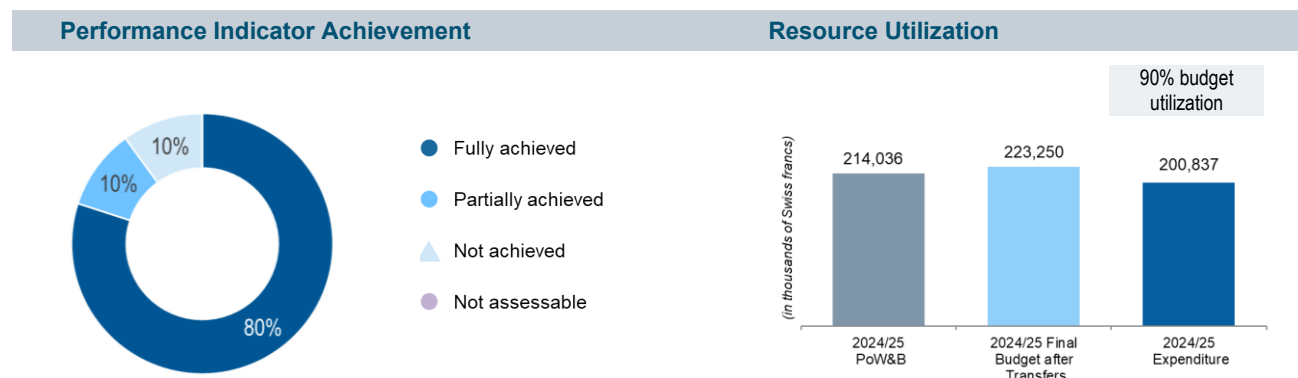 Performance Indicator Achievement
10%
10%
80%
Fully achieved
Partially achieved
Not achieved
Not assessable
Resource Utilization
90% budget
utilization
(in thousands of Swiss francs)
214,036
223,250
200,837
2024/25
PoW&B
2024/25 Final
Budget after
Transfers
2024/25
Expenditure